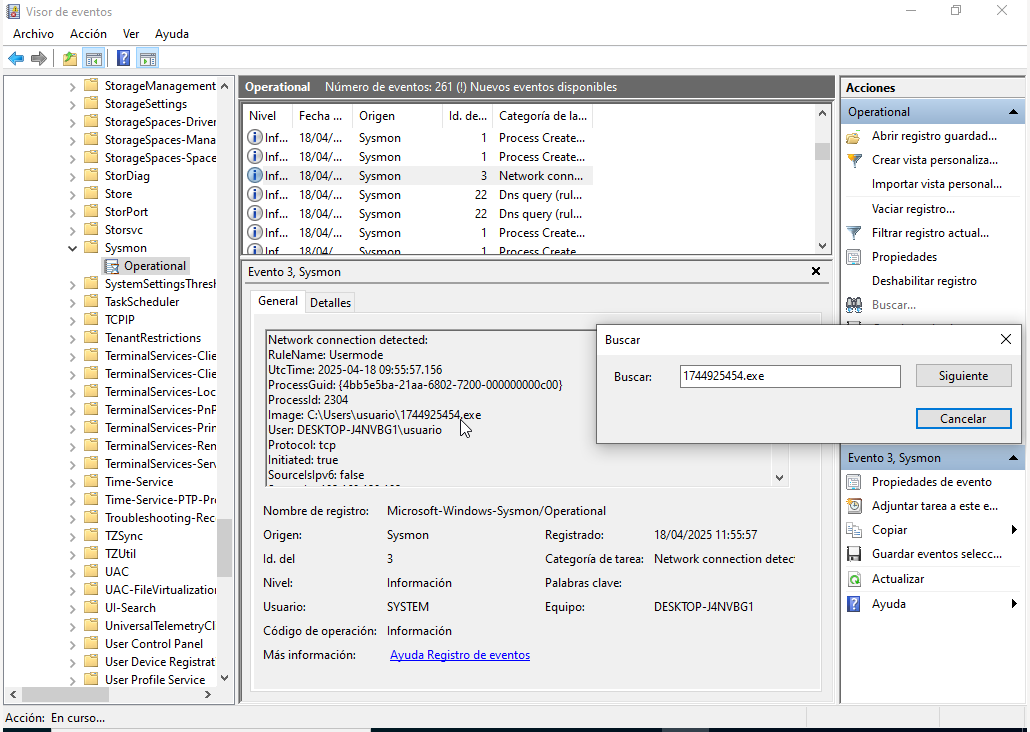 Visor de eventos
Archivo Acción Ver Ayuda
StorageManagement
StorageSettings
StorageSpaces-Driver
StorageSpaces-Mana
StorageSpaces-Space
StorDiag
Store
StorPort
Storsvc
Sysmon
Operational
SystemSettingsThresh
TaskScheduler
TCPIP
TenantRestrictions
TerminalServices-Clie
TerminalServices-Clie
TerminalServices-Loc
TerminalServices-PnP
TerminalServices-Prin
TerminalServices-Ren
TerminalServices-Serv
Time-Service
Time-Service-PTP-Pro
Troubleshooting-Rec
TZSync
TZUtil
UAC
UAC-FileVirtualization
UI-Search
UniversalTelemetryCl
User Control Panel
User Device Registrat
User Profile Service
Operational Número de eventos: 261 (!) Nuevos eventos disponibles
Nivel Fecha ... Origen Id. de... Categoría de la...
Inf... 18/04/... Sysmon 1 Process Create...
Inf... 18/04/... Sysmon 1 Process Create...
Inf... 18/04/... Sysmon 3 Network conn...
Inf... 18/04/... Sysmon 22 Dns query (rul...
Inf... 18/04/... Sysmon 22 Dns query (rul...
Inf... 18/04/... Sysmon 1 Process Create...
Inf... 18/04/... Sysmon 1 Process Create...
Evento 3, Sysmon
General Detalles
Network connection detected:
RuleName: Usermode
UtcTime: 2025-04-18 09:55:57.156
ProcessGuid: {4bb5e5ba-21aa-6802-7200-000000000c00}
ProcessId: 2304
Image: C:\Users\usuario\1744925454.exe
User: DESKTOP-J4NVBG1\usuario
Protocol: tcp
Initiated: true
SourceIsIpv6: false
Nombre de registro: Microsoft-Windows-Sysmon/Operational
Origen: Sysmon Registrado: 18/04/2025 11:55:57
Id. del 3 Categoría de tarea: Network connection detec
Nivel: Información Palabras clave:
Usuario: SYSTEM Equipo: DESKTOP-J4NVBG1
Código de operación: Información
Más información: Ayuda Registro de eventos
Acciones
Operational
Abrir registro guardad...
Crear vista personaliza...
Importar vista personal...
Vaciar registro...
Filtrar registro actual...
Propiedades
Deshabilitar registro
Buscar...
Buscar
Buscar: 1744925454.exe Siguiente
Cancelar
Evento 3, Sysmon
Propiedades de evento
Adjuntar tarea a este e...
Copiar
Guardar eventos selecc...
Actualizar
Ayuda
Acción: En curso...